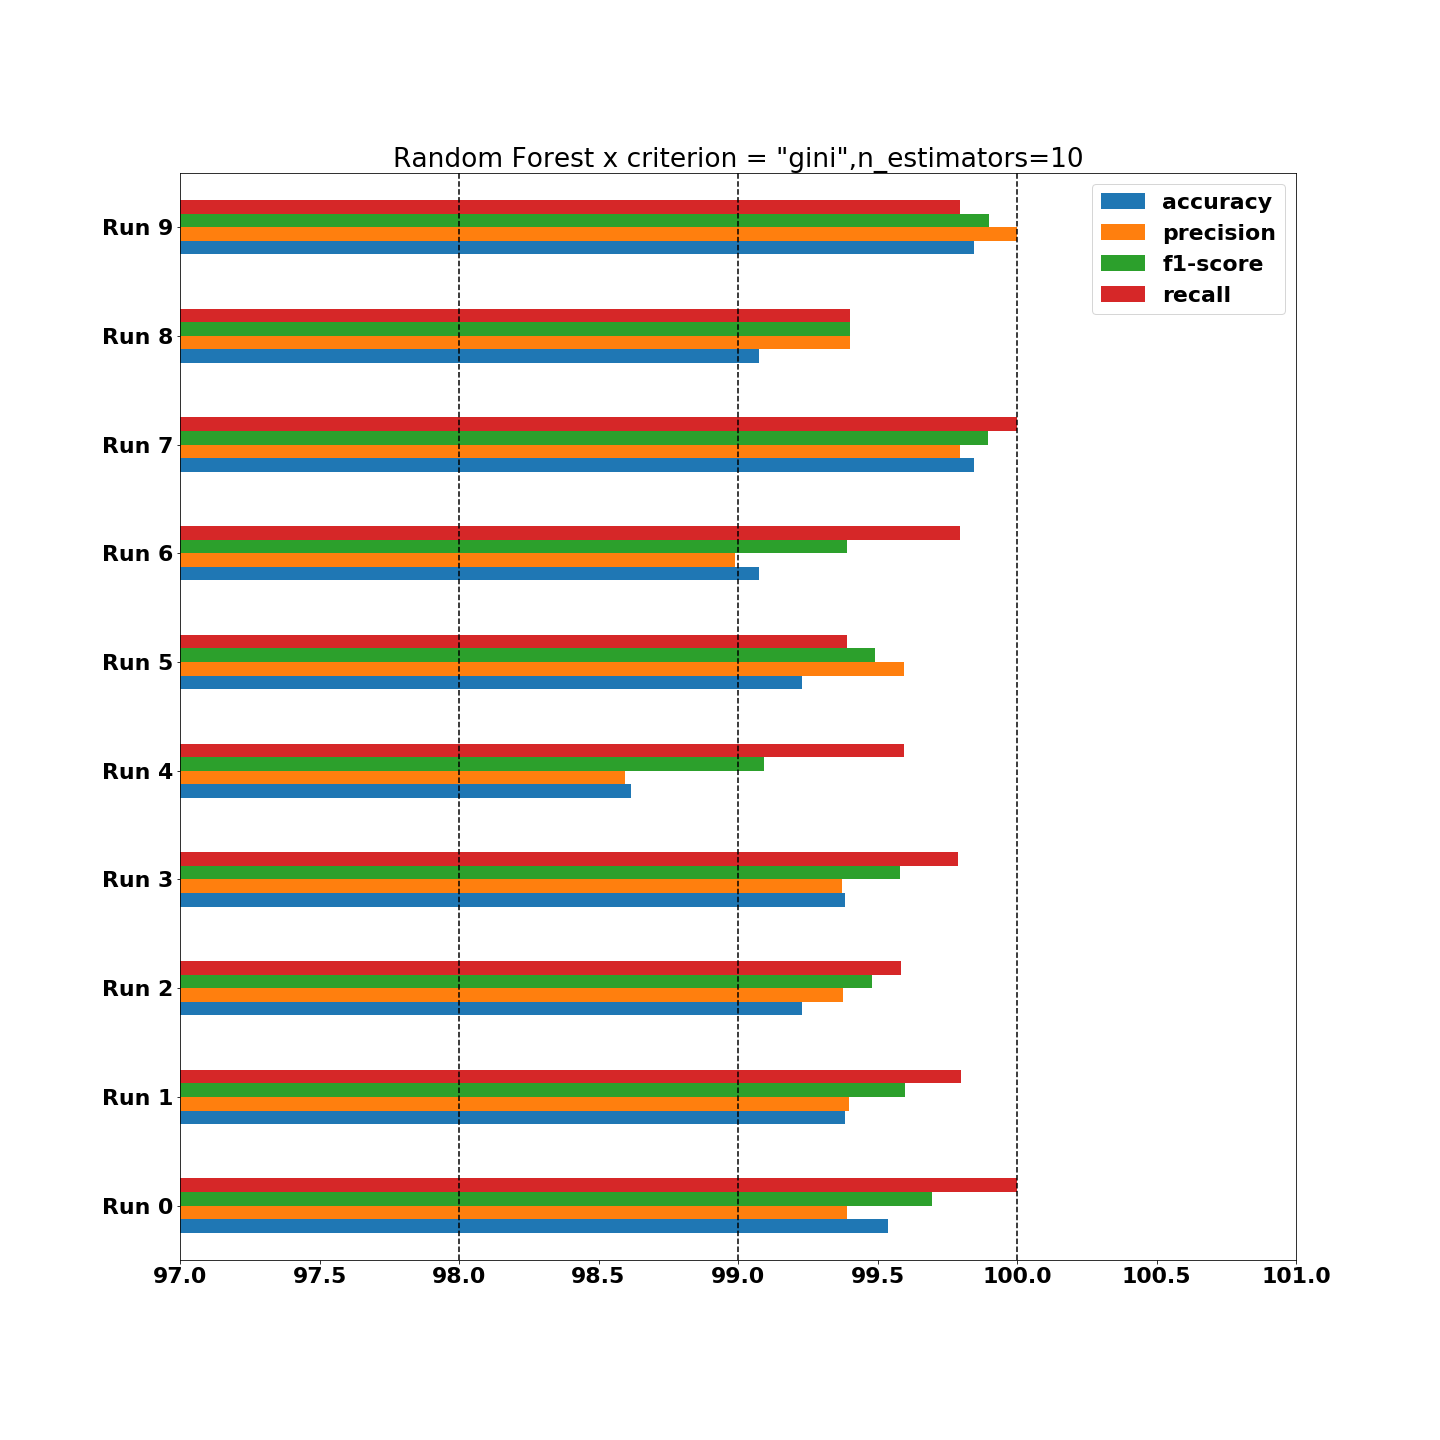 Random Forest x criterion = "gini",n_estimators=10
accuracy
precision
f1-score
recall
Run 9
Run 8
Run 7
Run 6
Run 5
Run 4
Run 3
Run 2
Run 1
Run 0
97.0 97.5 98.0 98.5 99.0 99.5 100.0 100.5 101.0